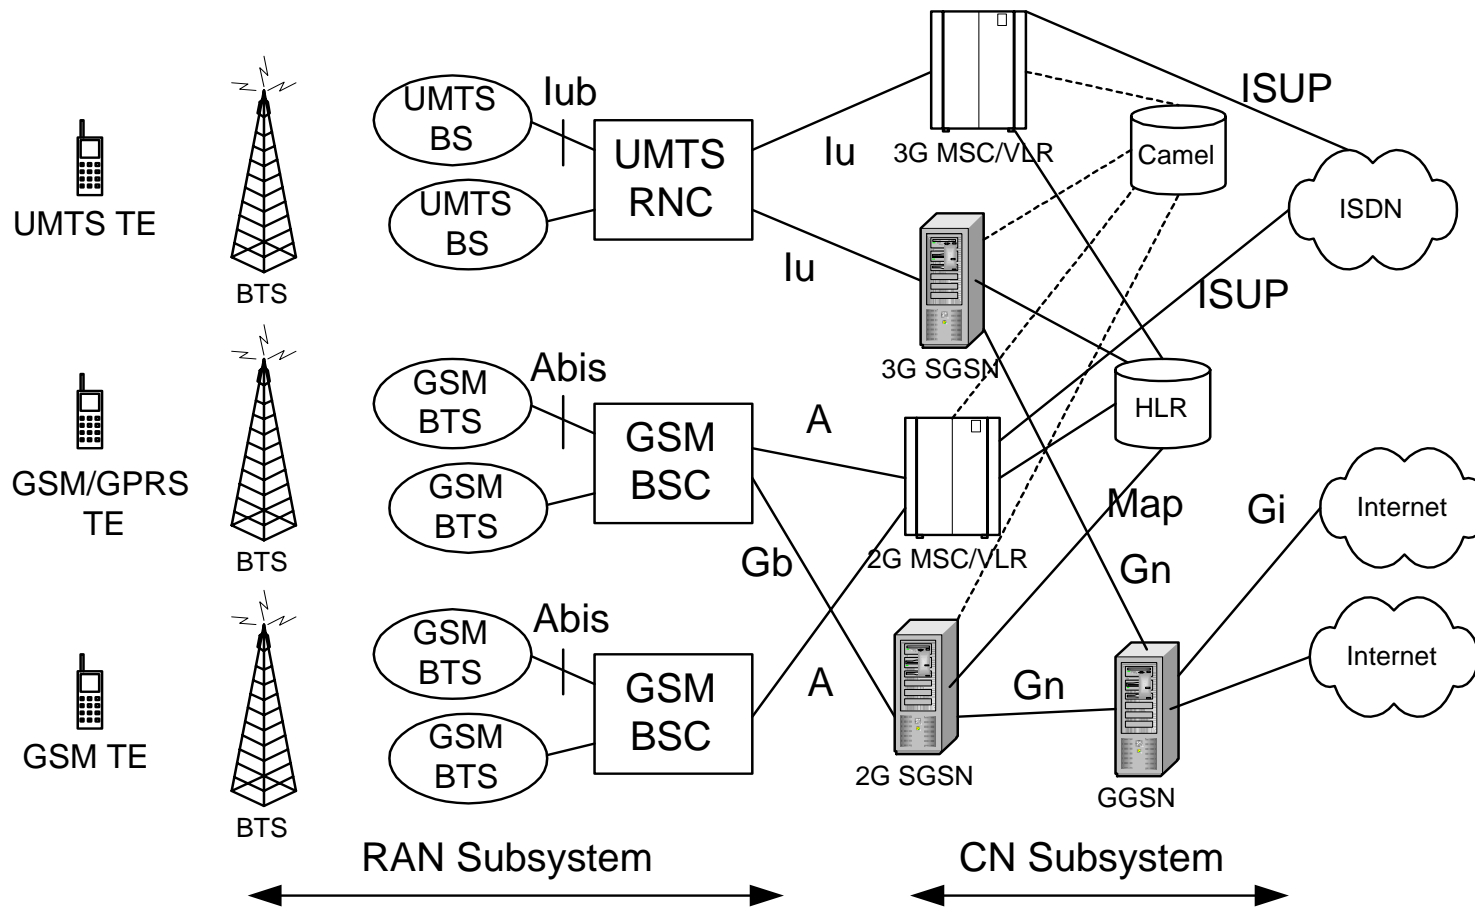 UMTS
BS
Iub
UMTS
RNC
UMTS
BS
UMTS TE
BTS
Iu
Iu
3G MSC/VLR
Camel
ISUP
ISDN
ISUP
3G SGSN
GSM
BTS
Abis
GSM
BSC
GSM
BTS
GSM/GPRS
TE
BTS
A
Gb
2G MSC/VLR
HLR
Map
Gn
Gi
Internet
GSM
BTS
Abis
GSM
BSC
GSM
BTS
GSM TE
BTS
A
2G SGSN
Gn
GGSN
Internet
RAN Subsystem
CN Subsystem